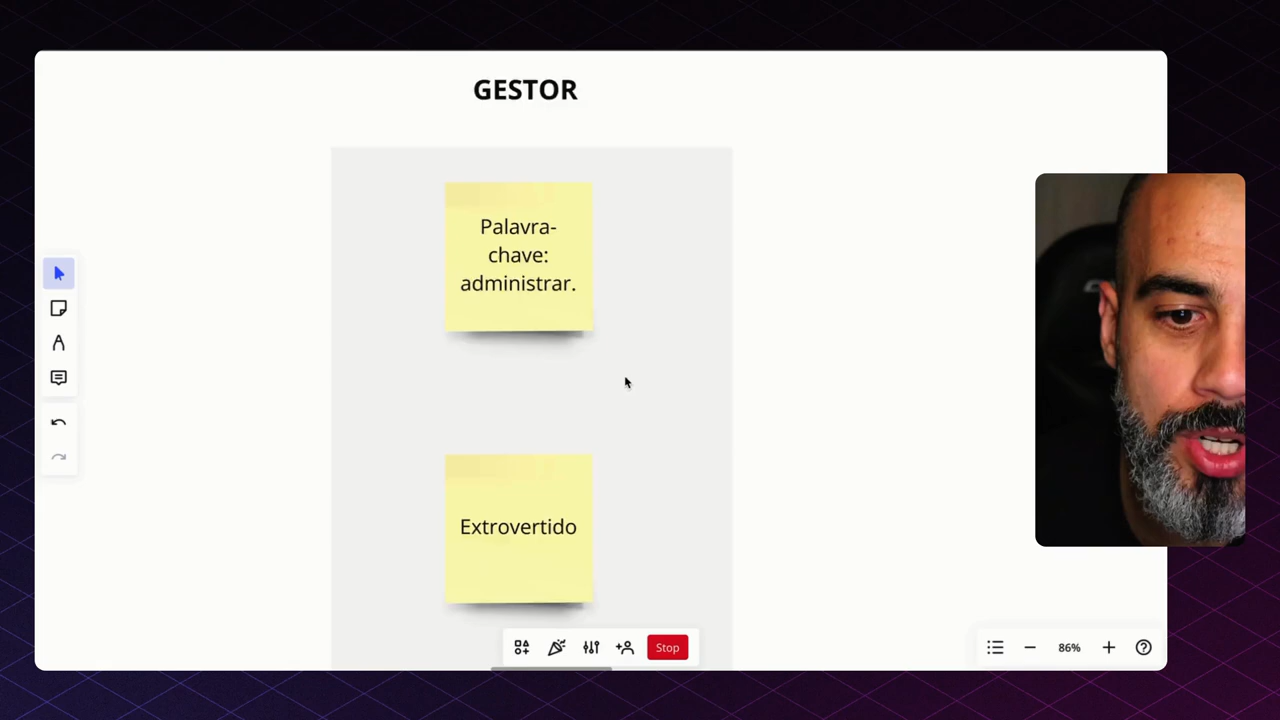 GESTOR
Palavra-
chave:
administrar.
Extrovertido
Stop
86%